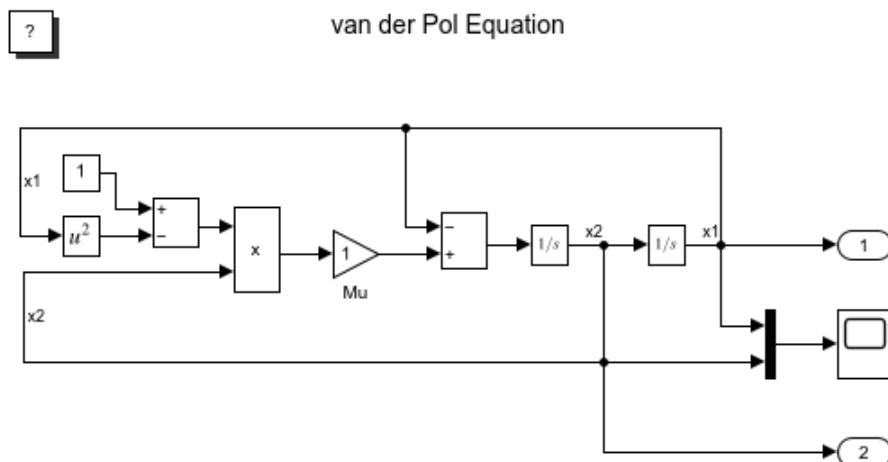 ?
van der Pol Equation
x1
1
+
−
u²
x
1
Mu
−
+
1/s
x2
1/s
x1
1
x2
2